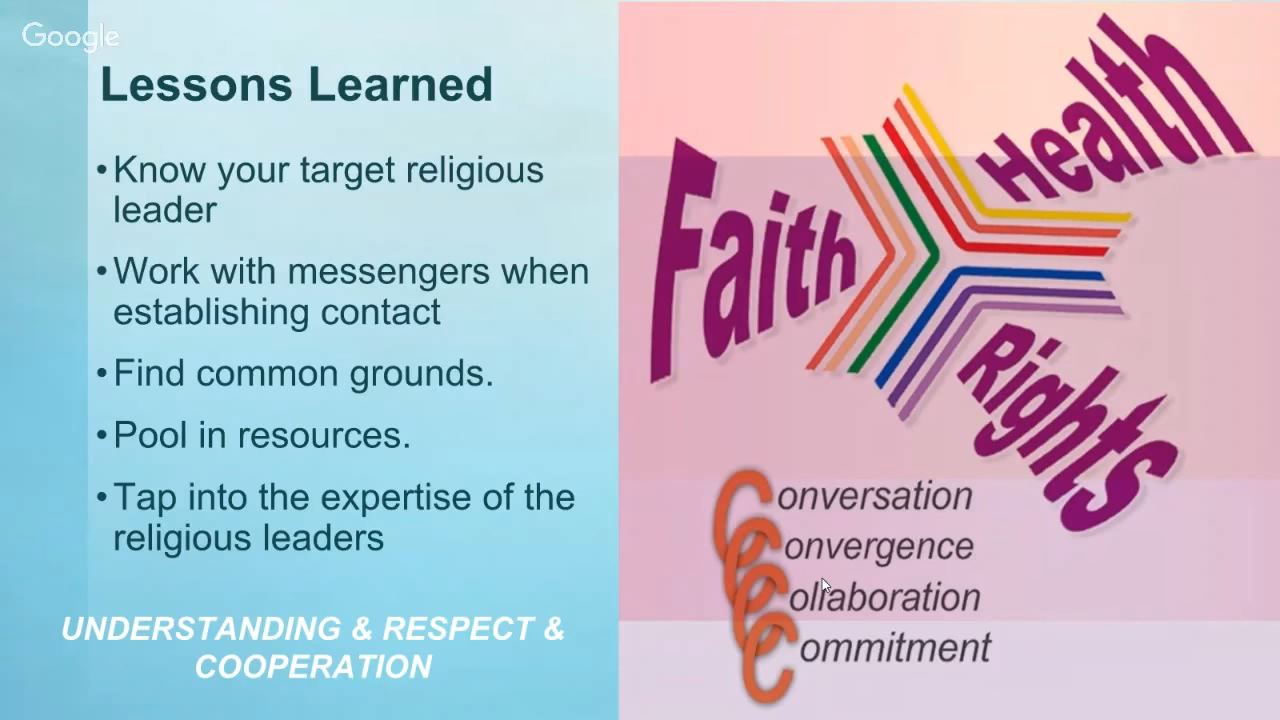 Google
Lessons Learned
•Know your target religious
leader
•Work with messengers when
establishing contact
•Find common grounds.
•Pool in resources.
•Tap into the expertise of the
religious leaders
UNDERSTANDING & RESPECT &
COOPERATION
Faith
Health
Rights
Conversation
Convergence
Collaboration
Commitment